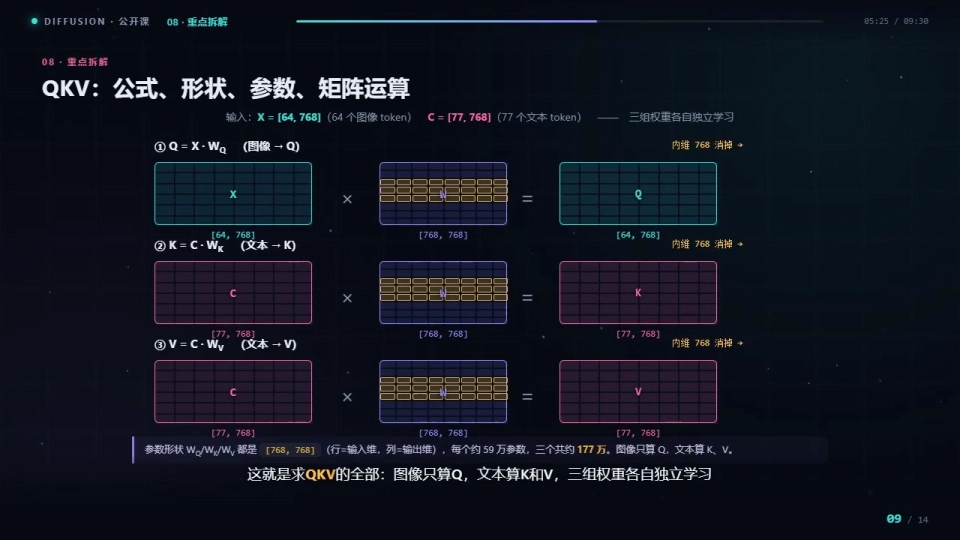 DIFFUSION · 公开课 08 · 重点拆解 05:25 / 09:30
08 · 重点拆解
QKV：公式、形状、参数、矩阵运算
输入：X = [64, 768]（64 个图像 token） C = [77, 768]（77 个文本 token） —— 三组权重各自独立学习
① Q = X · WQ （图像 → Q） 内维 768 消掉 →
X × W = Q
[64, 768] [768, 768] [64, 768]
② K = C · WK （文本 → K） 内维 768 消掉 →
C × W = K
[77, 768] [768, 768] [77, 768]
③ V = C · WV （文本 → V） 内维 768 消掉 →
C × W = V
[77, 768] [768, 768] [77, 768]
参数形状 WQ/WK/WV 都是 [768, 768]（行=输入维，列=输出维），每个约 59 万参数，三个共约 177 万。图像只算 Q，文本算 K、V。
这就是求QKV的全部：图像只算Q，文本算K和V，三组权重各自独立学习
09 / 14